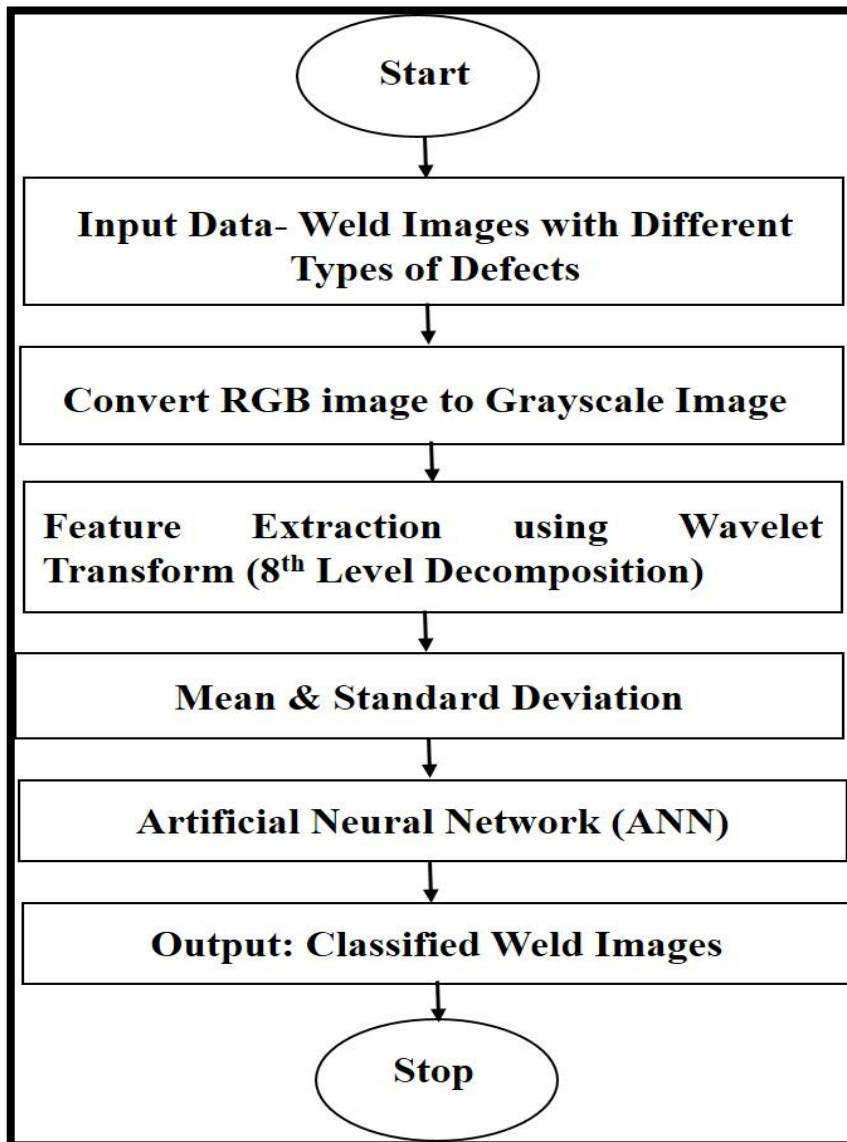 Start
Input Data- Weld Images with Different
Types of Defects
Convert RGB image to Grayscale Image
Feature Extraction using Wavelet
Transform (8th Level Decomposition)
Mean & Standard Deviation
Artificial Neural Network (ANN)
Output: Classified Weld Images
Stop